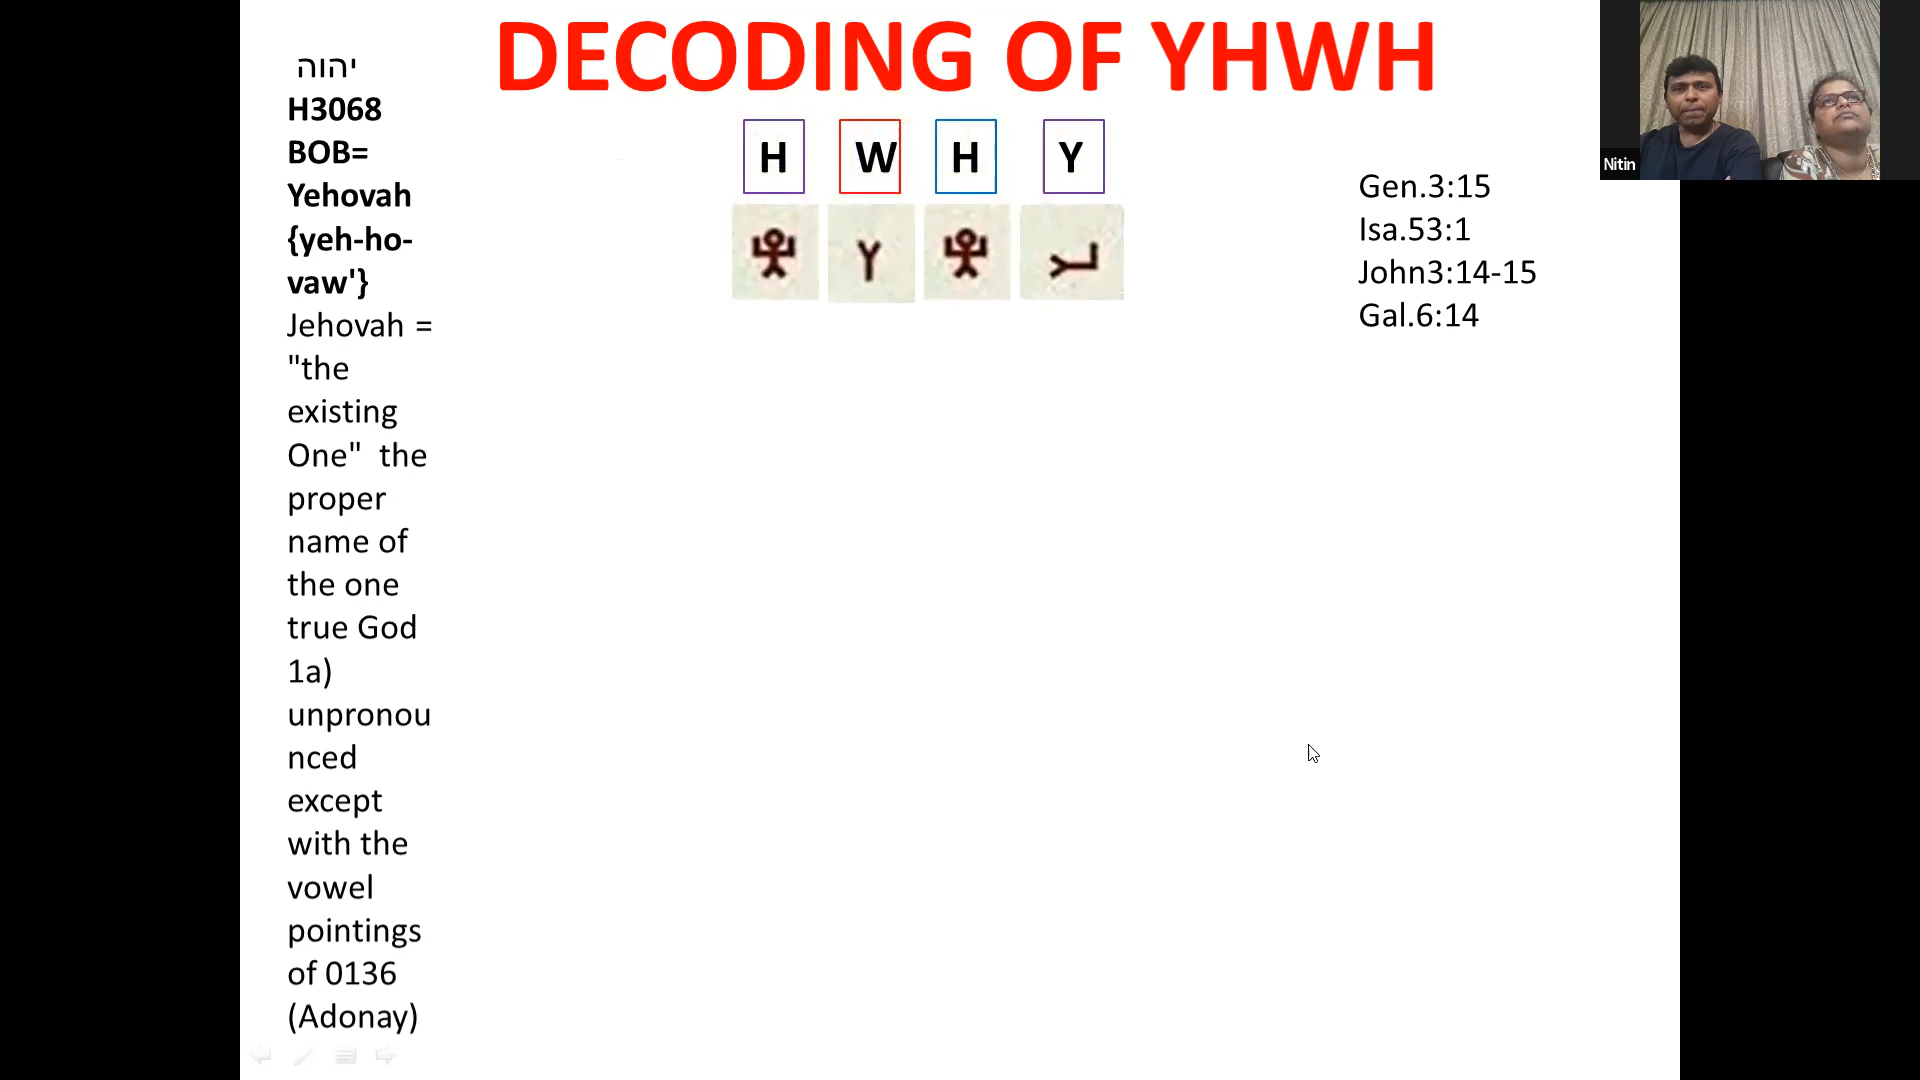 DECODING OF YHWH
יהוה
H3068
BOB=
Yehovah
{yeh-ho-
vaw'}
Jehovah =
"the
existing
One"  the
proper
name of
the one
true God
1a)
unpronou
nced
except
with the
vowel
pointings
of 0136
(Adonay)
H W H Y
Gen.3:15
Isa.53:1
John3:14-15
Gal.6:14
Nitin